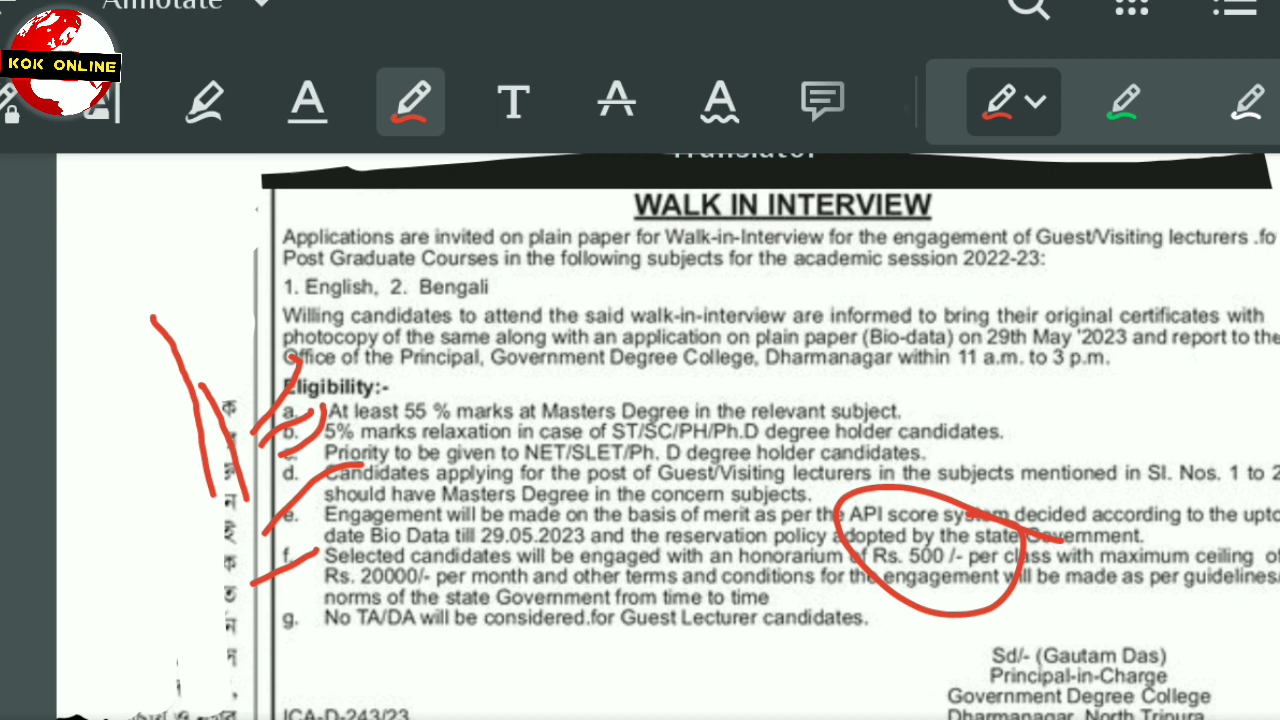 Annotate
KOK ONLINE
A
T
A
A
Translator
WALK IN INTERVIEW
Applications are invited on plain paper for Walk-in-Interview for the engagement of Guest/Visiting lecturers .fo
Post Graduate Courses in the following subjects for the academic session 2022-23:
1. English, 2. Bengali
Willing candidates to attend the said walk-in-interview are informed to bring their original certificates with
photocopy of the same along with an application on plain paper (Bio-data) on 29th May '2023 and report to the
Office of the Principal, Government Degree College, Dharmanagar within 11 a.m. to 3 p.m.
Eligibility:-
a. At least 55 % marks at Masters Degree in the relevant subject.
b. 5% marks relaxation in case of ST/SC/PH/Ph.D degree holder candidates.
c. Priority to be given to NET/SLET/Ph. D degree holder candidates.
d. Candidates applying for the post of Guest/Visiting lecturers in the subjects mentioned in SI. Nos. 1 to 2
should have Masters Degree in the concern subjects.
e. Engagement will be made on the basis of merit as per the API score system decided according to the upto
date Bio Data till 29.05.2023 and the reservation policy adopted by the state Government.
f. Selected candidates will be engaged with an honorarium of Rs. 500 /- per class with maximum ceiling of
Rs. 20000/- per month and other terms and conditions for the engagement will be made as per guidelines/
norms of the state Government from time to time
g. No TA/DA will be considered.for Guest Lecturer candidates.
Sd/- (Gautam Das)
Principal-in-Charge
Government Degree College
Dharmanagar, North Tripura
ICA-D-243/23